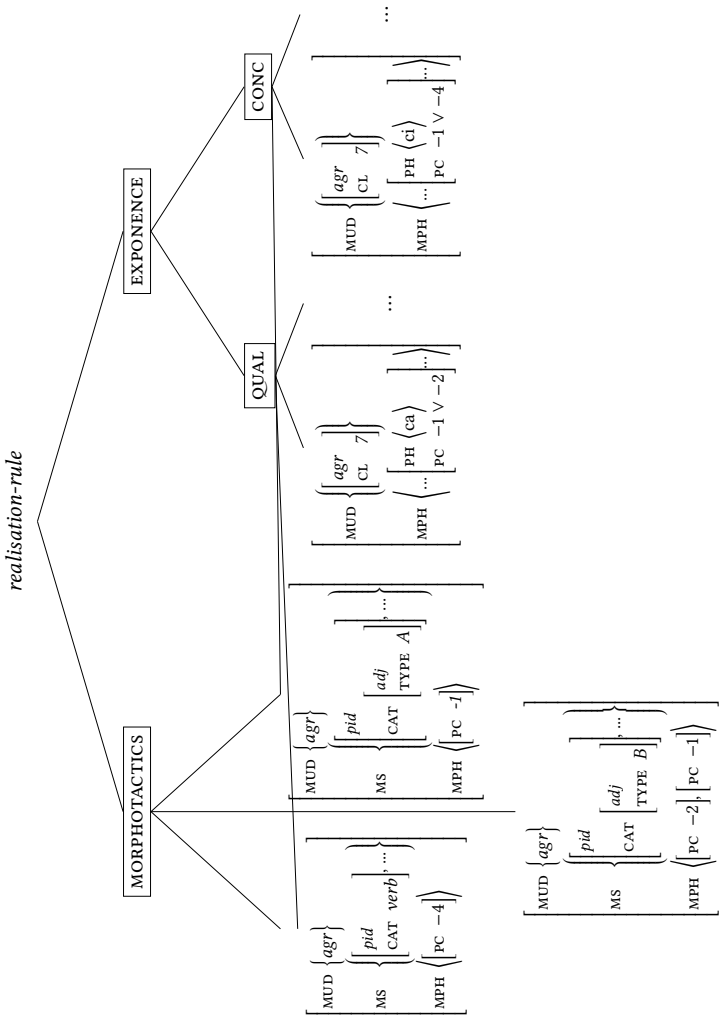 realisation-rule
MORPHOTACTICS
EXPONENCE
QUAL
CONC
MUD {agr}
MS {[pid
CAT verb], ...}
MPH ⟨[PC −4]⟩
MUD {agr}
MS {[pid
CAT [adj
TYPE A]], ...}
MPH ⟨[PC -1]⟩
MUD {[agr
CL 7]}
MPH ⟨... [PH ⟨ca⟩
PC −1 ∨ −2] ...⟩
...
MUD {[agr
CL 7]}
MPH ⟨... [PH ⟨ci⟩
PC −1 ∨ −4] ...⟩
...
MUD {agr}
MS {[pid
CAT [adj
TYPE B]], ...}
MPH ⟨[PC −2], [PC −1]⟩